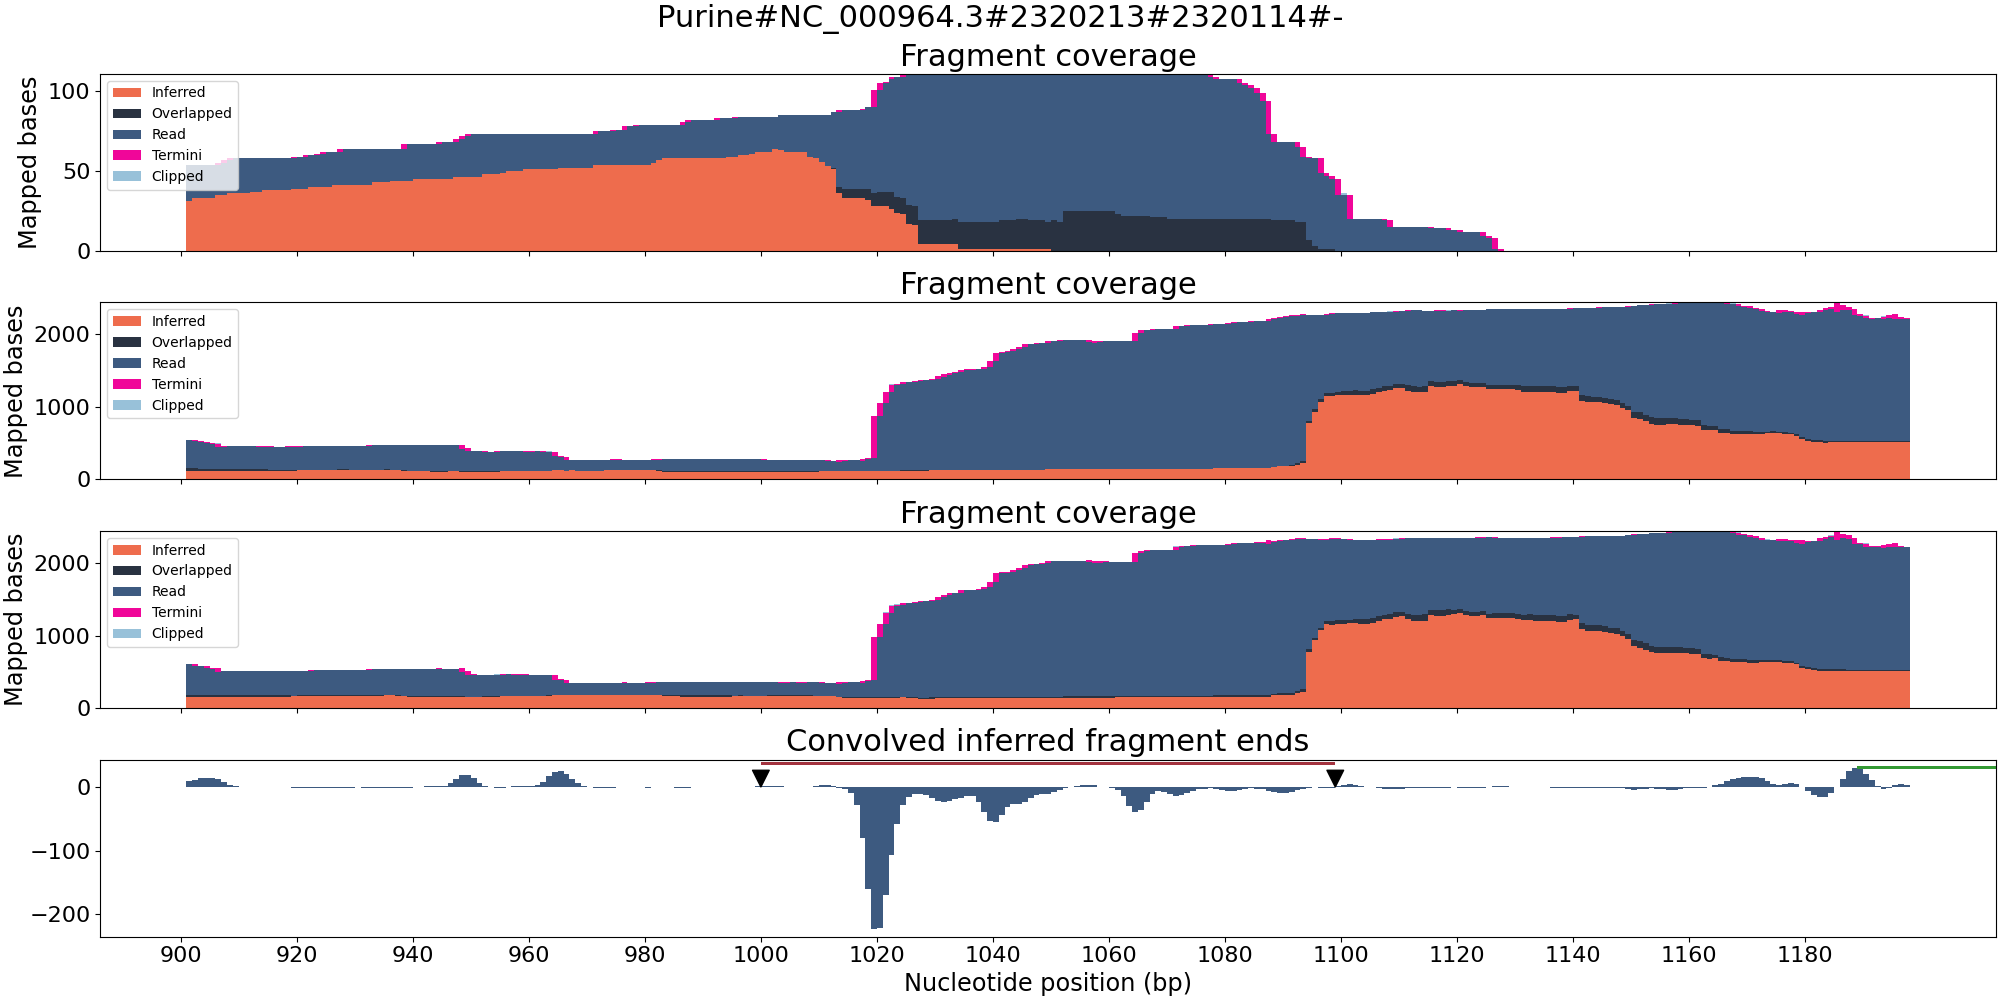 Purine#NC_000964.3#2320213#2320114#-
Fragment coverage
Mapped bases
100
50
0
Inferred
Overlapped
Read
Termini
Clipped
Fragment coverage
Mapped bases
2000
1000
0
Inferred
Overlapped
Read
Termini
Clipped
Fragment coverage
Mapped bases
2000
1000
0
Inferred
Overlapped
Read
Termini
Clipped
Convolved inferred fragment ends
0
−100
−200
900 920 940 960 980 1000 1020 1040 1060 1080 1100 1120 1140 1160 1180
Nucleotide position (bp)